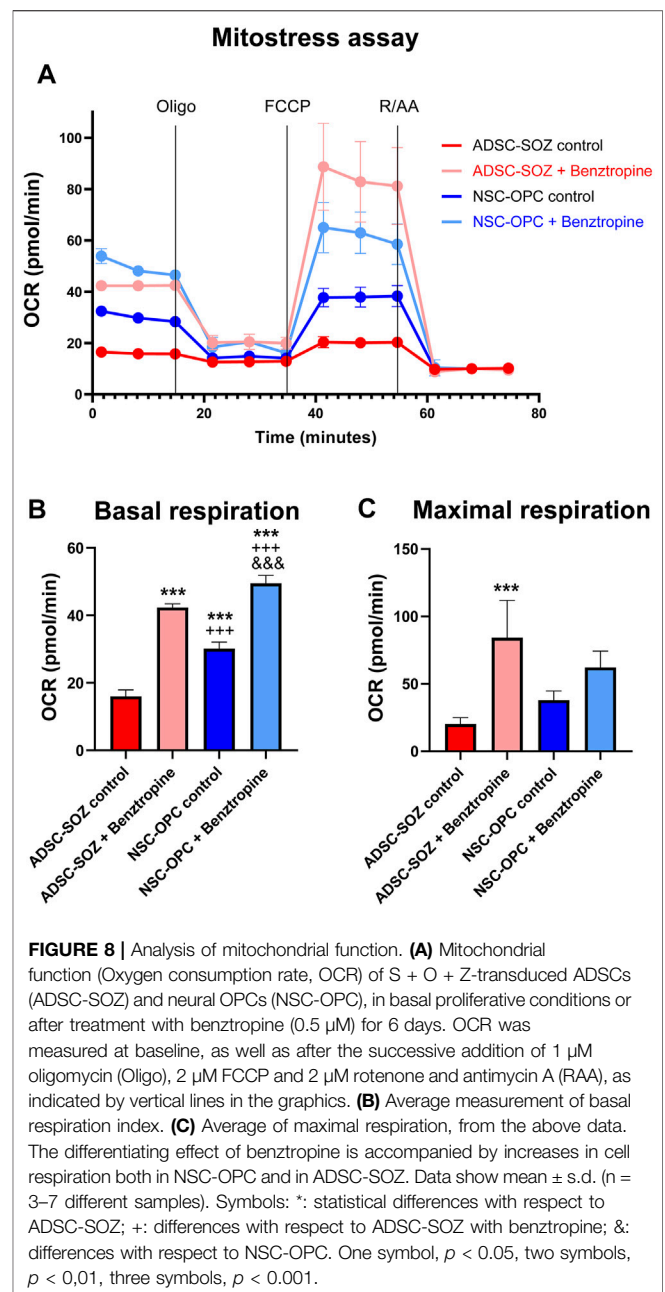 Mitostress assay
A
Oligo
FCCP
R/AA
100
80
60
40
20
0
OCR (pmol/min)
0
20
40
60
80
Time (minutes)
ADSC-SOZ control
ADSC-SOZ + Benztropine
NSC-OPC control
NSC-OPC + Benztropine
B Basal respiration
60
40
20
0
OCR (pmol/min)
***
***
+++
***
+++
&&&
ADSC-SOZ control
ADSC-SOZ + Benztropine
NSC-OPC control
NSC-OPC + Benztropine
C Maximal respiration
150
100
50
0
OCR (pmol/min)
***
ADSC-SOZ control
ADSC-SOZ + Benztropine
NSC-OPC control
NSC-OPC + Benztropine
FIGURE 8 | Analysis of mitochondrial function. (A) Mitochondrial
function (Oxygen consumption rate, OCR) of S + O + Z-transduced ADSCs
(ADSC-SOZ) and neural OPCs (NSC-OPC), in basal proliferative conditions or
after treatment with benztropine (0.5 µM) for 6 days. OCR was
measured at baseline, as well as after the successive addition of 1 µM
oligomycin (Oligo), 2 µM FCCP and 2 µM rotenone and antimycin A (RAA), as
indicated by vertical lines in the graphics. (B) Average measurement of basal
respiration index. (C) Average of maximal respiration, from the above data.
The differentiating effect of benztropine is accompanied by increases in cell
respiration both in NSC-OPC and in ADSC-SOZ. Data show mean ± s.d. (n =
3–7 different samples). Symbols: *: statistical differences with respect to
ADSC-SOZ; +: differences with respect to ADSC-SOZ with benztropine; &:
differences with respect to NSC-OPC. One symbol, p < 0.05, two symbols,
p < 0,01, three symbols, p < 0.001.